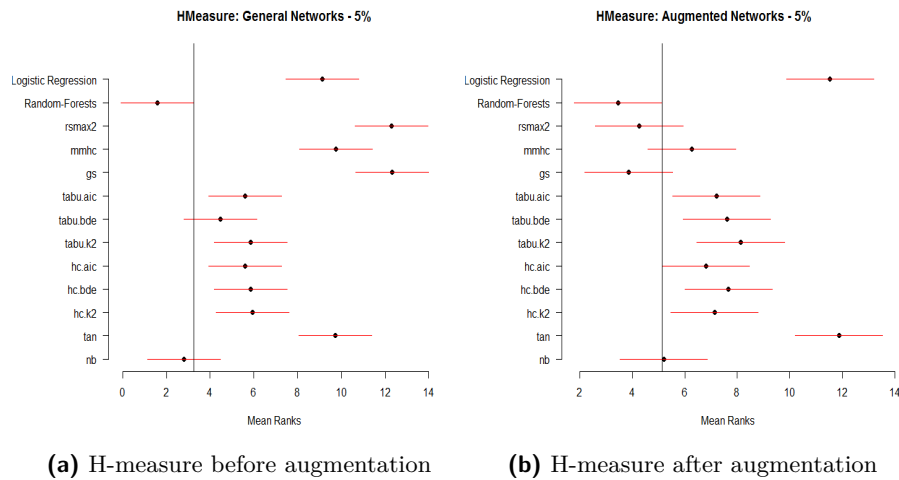 HMeasure: General Networks - 5%
Logistic Regression
Random-Forests
rsmax2
mmhc
gs
tabu.aic
tabu.bde
tabu.k2
hc.aic
hc.bde
hc.k2
tan
nb
0 2 4 6 8 10 12 14
Mean Ranks
(a) H-measure before augmentation
HMeasure: Augmented Networks - 5%
Logistic Regression
Random-Forests
rsmax2
mmhc
gs
tabu.aic
tabu.bde
tabu.k2
hc.aic
hc.bde
hc.k2
tan
nb
2 4 6 8 10 12 14
Mean Ranks
(b) H-measure after augmentation